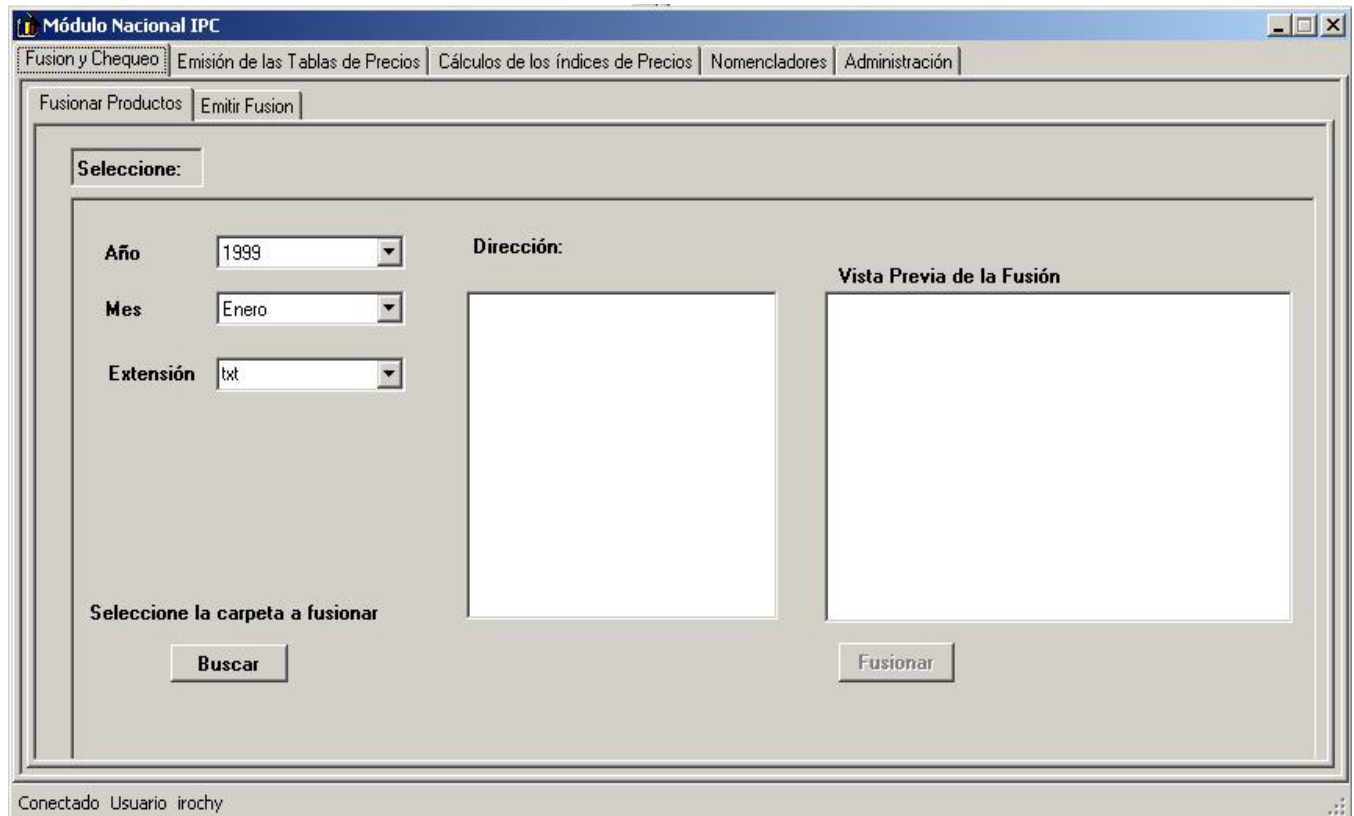 Módulo Nacional IPC
Fusion y Chequeo Emisión de las Tablas de Precios Cálculos de los índices de Precios Nomencladores Administración
Fusionar Productos Emitir Fusion
Seleccione:
Año 1999 Dirección:
Vista Previa de la Fusión
Mes Enero
Extensión txt
Seleccione la carpeta a fusionar
Buscar Fusionar
Conectado Usuario irochy